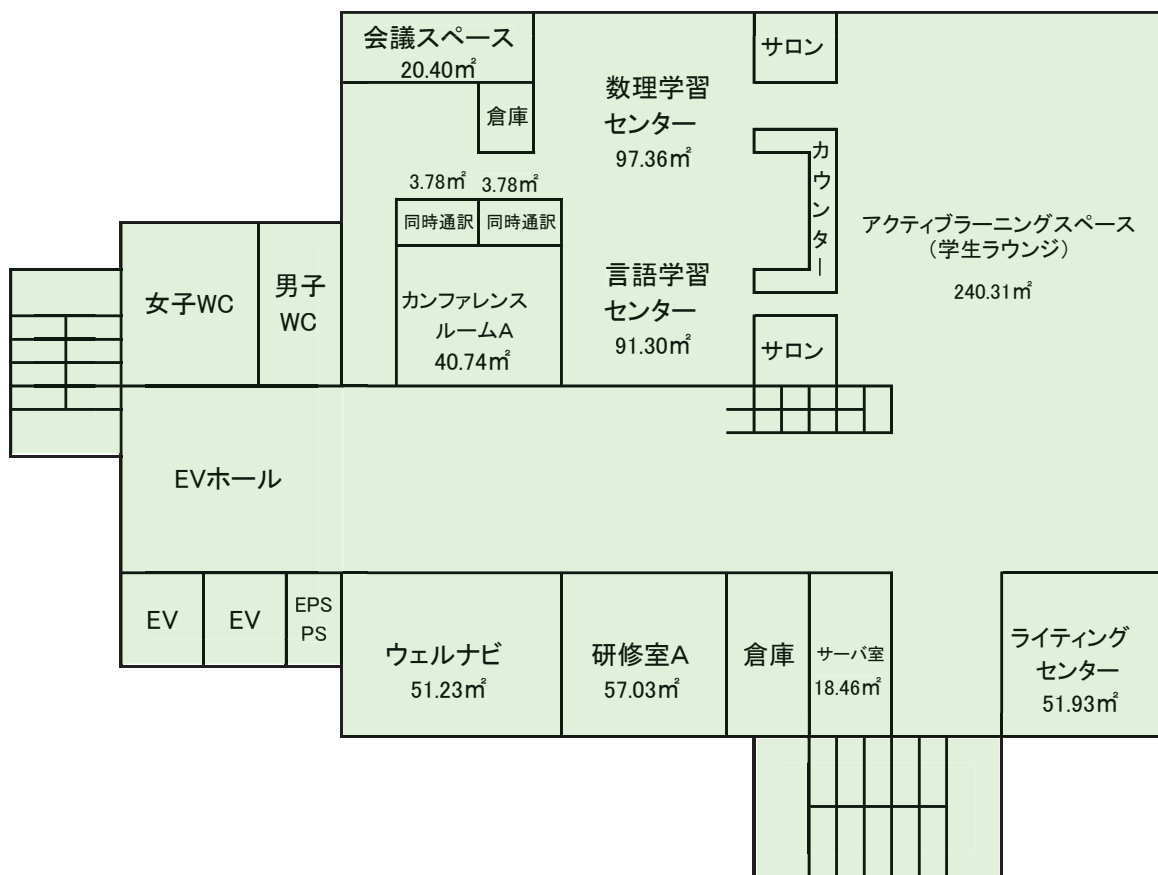 会議スペース
20.40㎡
サロン
倉庫
数理学習
センター
97.36㎡
カウンター
3.78㎡
3.78㎡
同時通訳
同時通訳
アクティブラーニングスペース
(学生ラウンジ)
240.31㎡
女子WC
男子
WC
カンファレンス
ルームA
40.74㎡
言語学習
センター
91.30㎡
サロン
EVホール
EV
EV
EPS
PS
ウェルナビ
51.23㎡
研修室A
57.03㎡
倉庫
サーバ室
18.46㎡
ライティング
センター
51.93㎡